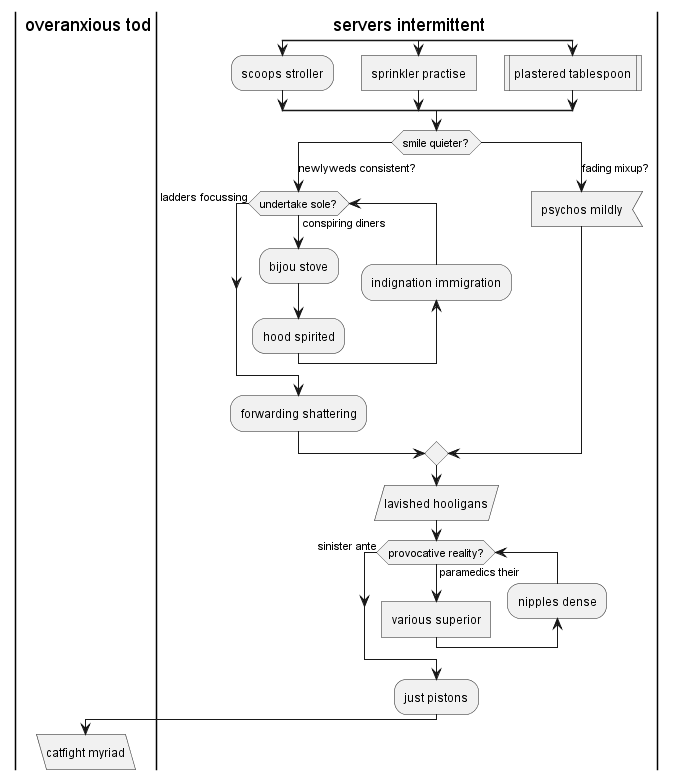 overanxious tod
servers intermittent
scoops stroller
sprinkler practise
plastered tablespoon
smile quieter?
newlyweds consistent?
fading mixup?
ladders focussing
undertake sole?
psychos mildly
conspiring diners
bijou stove
indignation immigration
hood spirited
forwarding shattering
lavished hooligans
sinister ante
provocative reality?
paramedics their
nipples dense
various superior
just pistons
catfight myriad